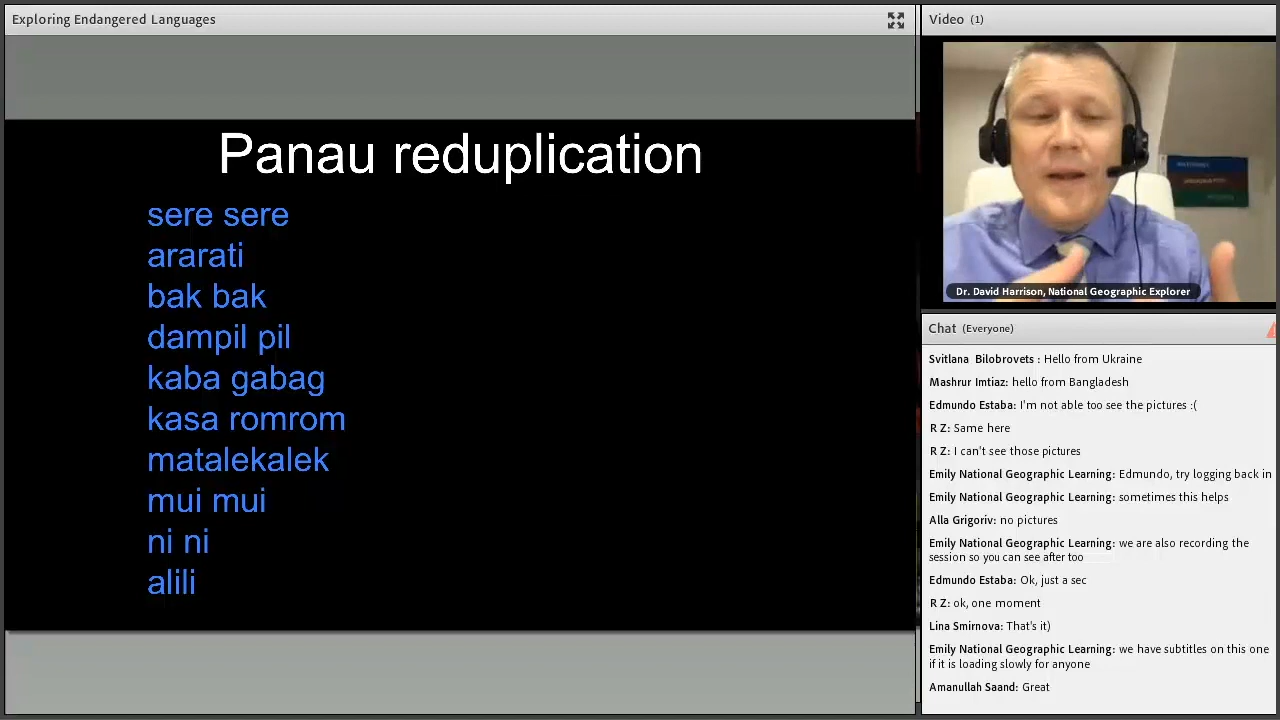 Exploring Endangered Languages
Panau reduplication
sere sere
ararati
bak bak
dampil pil
kaba gabag
kasa romrom
matalekalek
mui mui
ni ni
alili
Video (1)
Dr. David Harrison, National Geographic Explorer
Chat (Everyone)
Svitlana Bilobrovets : Hello from Ukraine
Mashrur Imtiaz: hello from Bangladesh
Edmundo Estaba: I'm not able too see the pictures :(
R Z: Same here
R Z: I can't see those pictures
Emily National Geographic Learning: Edmundo, try logging back in
Emily National Geographic Learning: sometimes this helps
Alla Grigoriv: no pictures
Emily National Geographic Learning: we are also recording the
session so you can see after too
Edmundo Estaba: Ok, just a sec
R Z: ok, one moment
Lina Smirnova: That's it)
Emily National Geographic Learning: we have subtitles on this one
if it is loading slowly for anyone
Amanullah Saand: Great